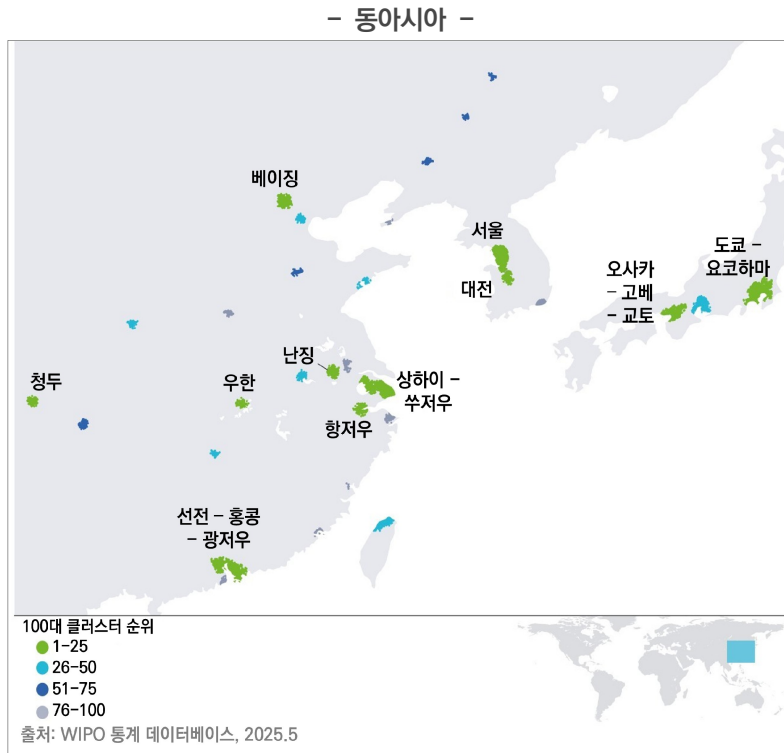 - 동아시아 -
베이징
서울
대전
도쿄 -
요코하마
오사카
- 고베
- 교토
난징
청두
우한
상하이 -
쑤저우
항저우
선전 - 홍콩
- 광저우
100대 클러스터 순위
1-25
26-50
51-75
76-100
출처: WIPO 통계 데이터베이스, 2025.5